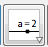 a = 2